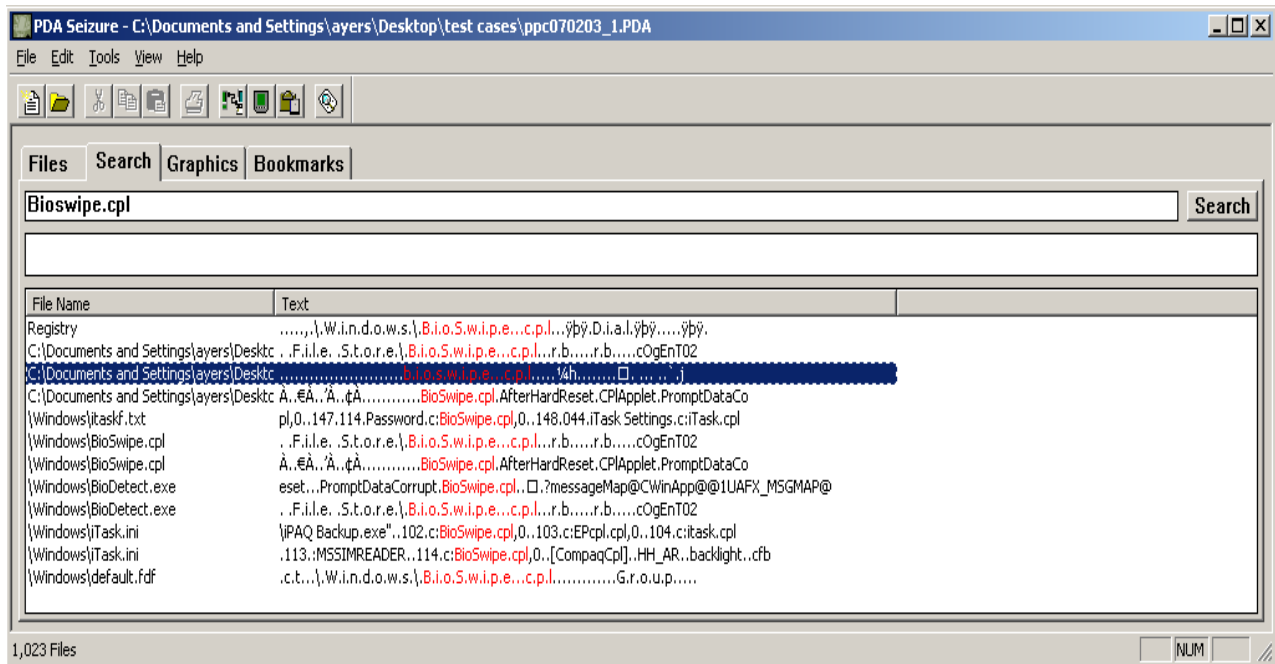 PDA Seizure - C:\Documents and Settings\ayers\Desktop\test cases\ppc070203_1.PDA
File Edit Tools View Help
Files Search Graphics Bookmarks
Bioswipe.cpl Search
File Name Text
Registry .....,.\.W.i.n.d.o.w.s.\.B.i.o.S.w.i.p.e...c.p.l...ÿþÿ.D.i.a.l.ÿþÿ.....ÿþÿ.
C:\Documents and Settings\ayers\Deskto . .F.i.l.e. .S.t.o.r.e.\.B.i.o.S.w.i.p.e...c.p.l...r.b.....r.b.....cOgEnT02
C:\Documents and Settings\ayers\Deskto ........................b.i.o.s.w.i.p.e...c.p.l.....¼h........□. ... ..`.j
C:\Documents and Settings\ayers\Deskto À..€À..’À..¢À............BioSwipe.cpl.AfterHardReset.CPlApplet.PromptDataCo
\Windows\itaskf.txt pl,0..147.114.Password.c:BioSwipe.cpl,0..148.044.iTask Settings.c:iTask.cpl
\Windows\BioSwipe.cpl . .F.i.l.e. .S.t.o.r.e.\.B.i.o.S.w.i.p.e...c.p.l...r.b.....r.b.....cOgEnT02
\Windows\BioSwipe.cpl À..€À..’À..¢À............BioSwipe.cpl.AfterHardReset.CPlApplet.PromptDataCo
\Windows\BioDetect.exe eset...PromptDataCorrupt.BioSwipe.cpl..□.?messageMap@CWinApp@@1UAFX_MSGMAP@
\Windows\BioDetect.exe . .F.i.l.e. .S.t.o.r.e.\.B.i.o.S.w.i.p.e...c.p.l...r.b.....r.b.....cOgEnT02
\Windows\iTask.ini \iPAQ Backup.exe"..102.c:BioSwipe.cpl,0..103.c:EPcpl.cpl,0..104.c:itask.cpl
\Windows\iTask.ini .113.:MSSIMREADER..114.c:BioSwipe.cpl,0..[CompaqCpl]..HH_AR..backlight..cfb
\Windows\default.fdf .c.t...\.W.i.n.d.o.w.s.\.B.i.o.S.w.i.p.e...c.p.l.............G.r.o.u.p.....
1,023 Files NUM